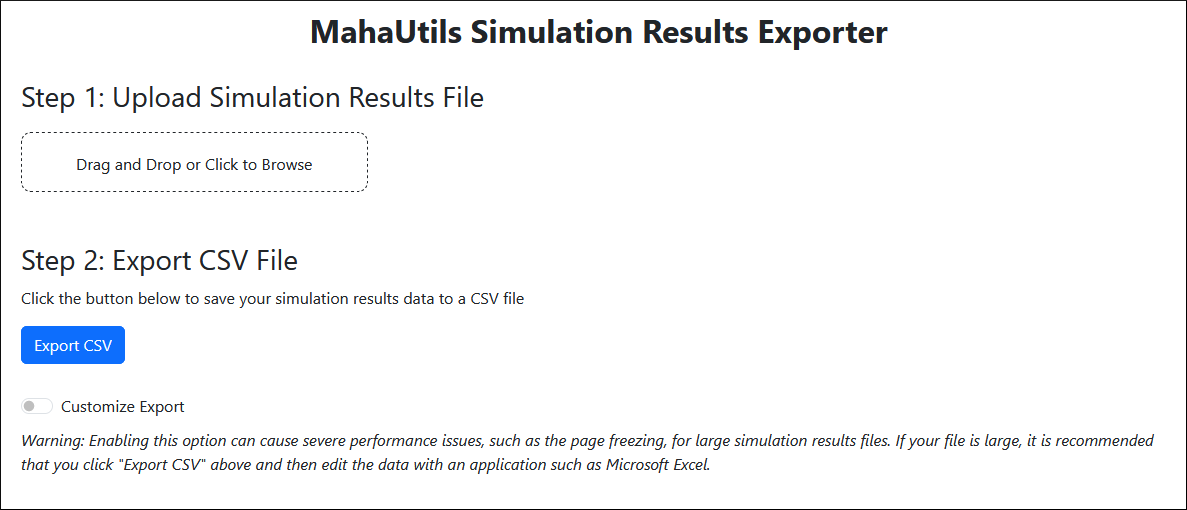 MahaUtils Simulation Results Exporter
Step 1: Upload Simulation Results File
Drag and Drop or Click to Browse
Step 2: Export CSV File
Click the button below to save your simulation results data to a CSV file
Export CSV
Customize Export
Warning: Enabling this option can cause severe performance issues, such as the page freezing, for large simulation results files. If your file is large, it is recommended
that you click "Export CSV" above and then edit the data with an application such as Microsoft Excel.